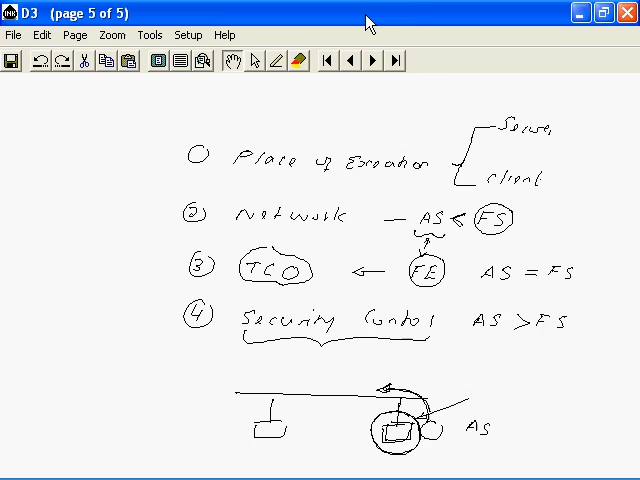 D3 (page 5 of 5)
File Edit Page Zoom Tools Setup Help
Place of Execution
Server
Client
② Network — AS < FS
③ TCO ← FE AS = FS
④ Security Control AS > FS
AS